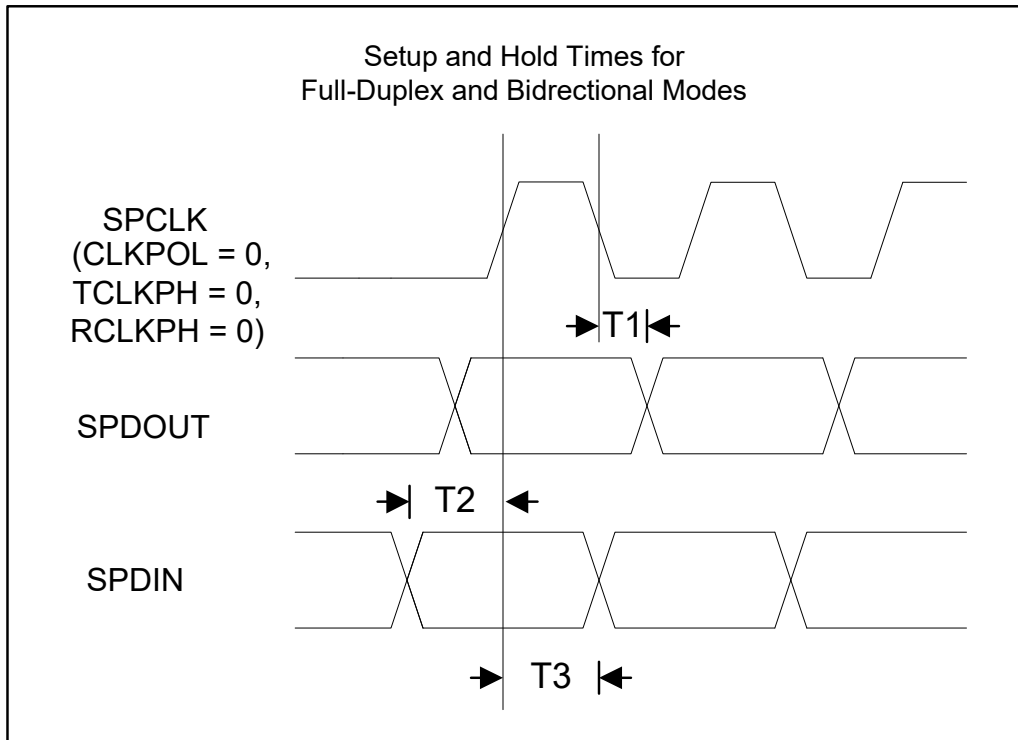 Setup and Hold Times for
Full-Duplex and Bidrectional Modes
SPCLK
(CLKPOL = 0,
TCLKPH = 0,
RCLKPH = 0)
T1
SPDOUT
T2
SPDIN
T3